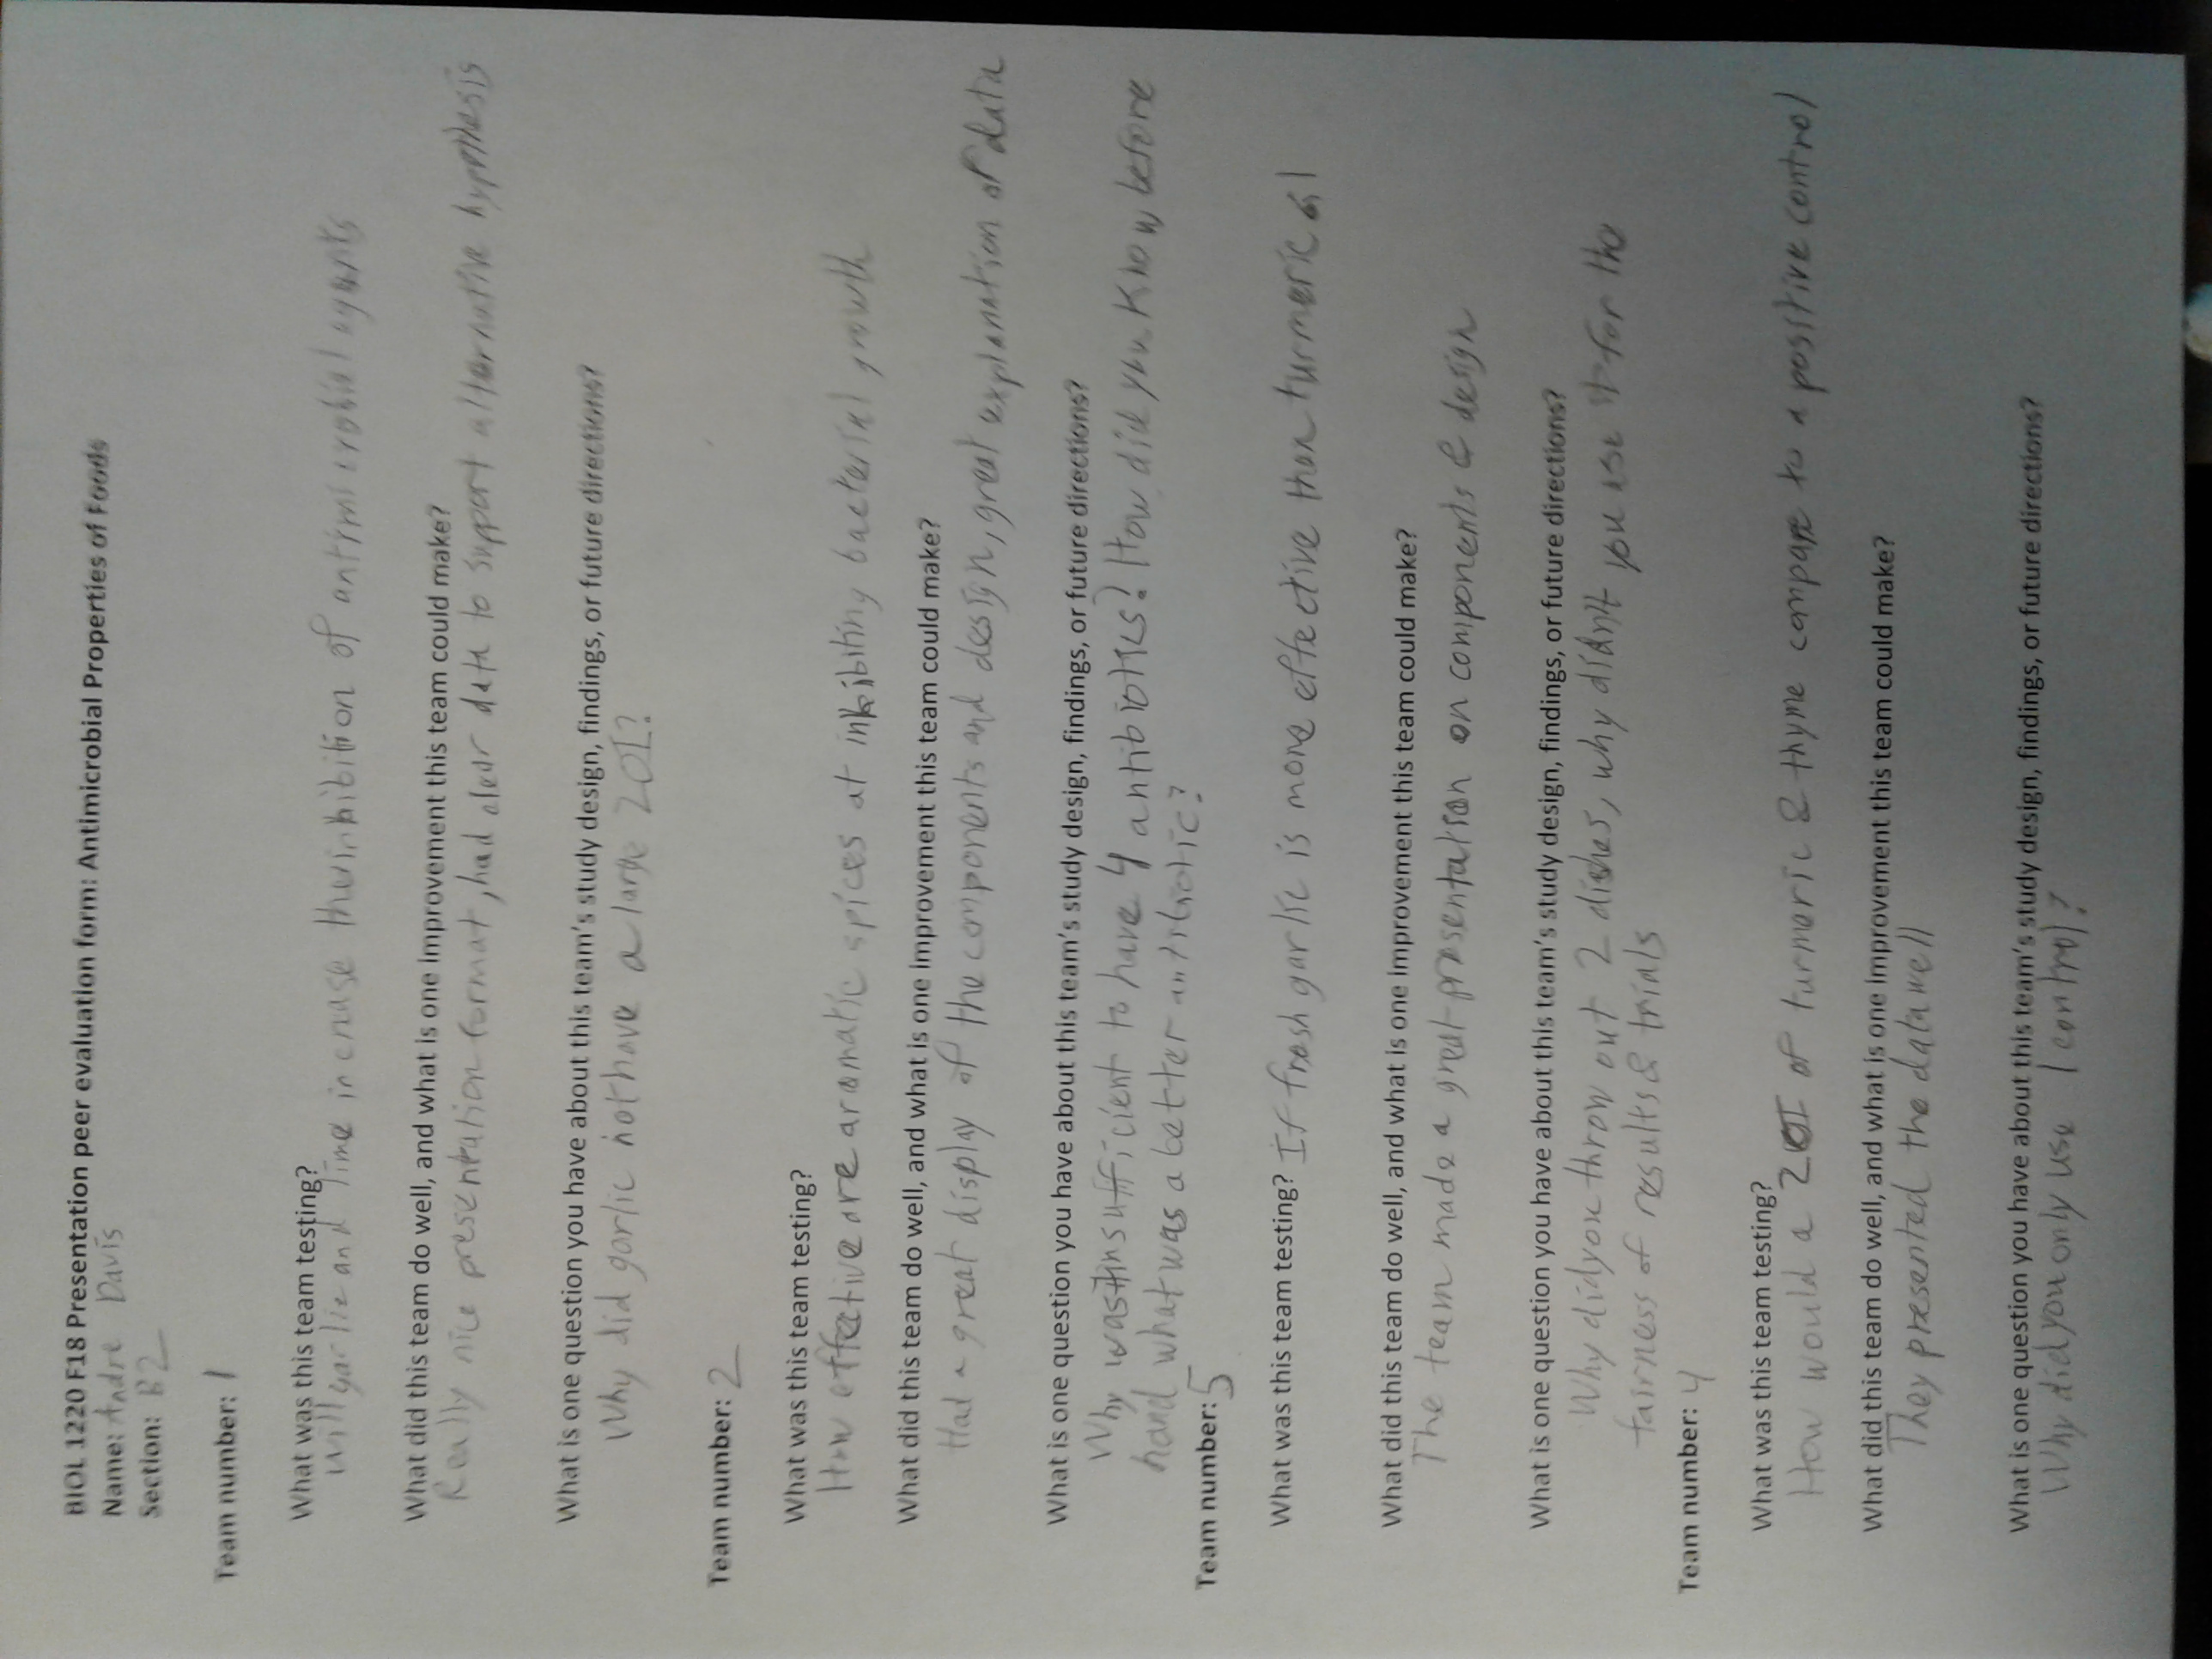 BIOL 1220 F18 Presentation peer evaluation form: Antimicrobial Properties of Foods
Name: Andre Davis
Section: B2
Team number: 1
What was this team testing?
Will garlic and Time increase the inhibition of antimicrobial agents
What did this team do well, and what is one improvement this team could make?
Really nice presentation format, had clear data to support alternative hypothesis
What is one question you have about this team's study design, findings, or future directions?
Why did garlic not have a large ZOI?
Team number: 2
What was this team testing?
How effective are aromatic spices at inhibiting bacterial growth
What did this team do well, and what is one improvement this team could make?
Had a great display of the components and design, great explanation of data
What is one question you have about this team's study design, findings, or future directions?
Why was it insufficient to have 4 antibiotics? How did you know before
hand what was a better antibiotic?
Team number: 5
What was this team testing? If fresh garlic is more effective than turmeric
What did this team do well, and what is one improvement this team could make?
The team made a great presentation on components & design
What is one question you have about this team's study design, findings, or future directions?
Why did you throw out 2 dishes, why didn't you use it for the
fairness of results & trials
Team number: 4
What was this team testing?
How would a ZOI of turmeric & thyme compare to a positive control
What did this team do well, and what is one improvement this team could make?
They presented the data well
What is one question you have about this team's study design, findings, or future directions?
Why did you only use 1 control?